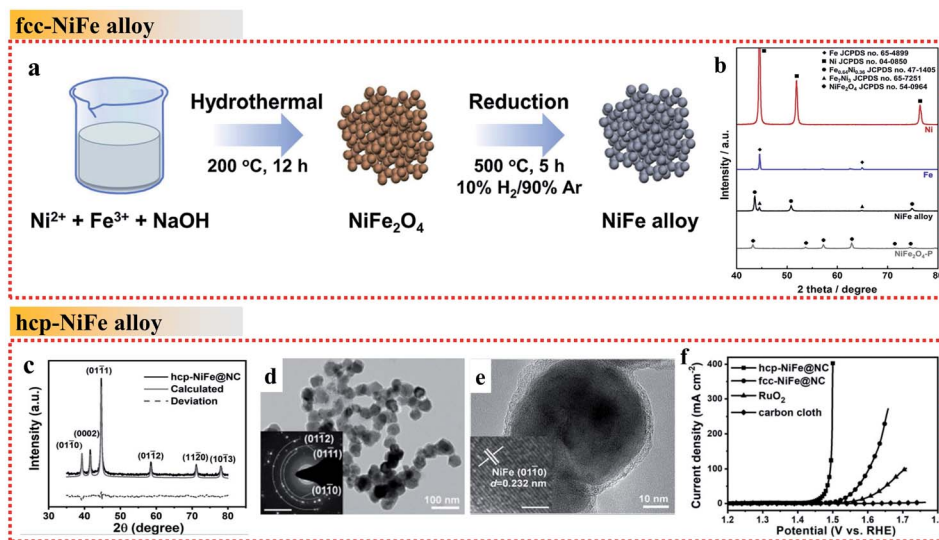 fcc-NiFe alloy
a
Hydrothermal
200 °C, 12 h
Reduction
500 °C, 5 h
10% H₂/90% Ar
Ni²⁺ + Fe³⁺ + NaOH
NiFe₂O₄
NiFe alloy
b
Fe JCPDS no. 65-4899
Ni JCPDS no. 04-0850
Fe₀.₆₄Ni₀.₃₆ JCPDS no. 47-1405
Fe₇Ni₃ JCPDS no. 65-7251
NiFe₂O₄ JCPDS no. 54-0964
Intensity / a.u.
Ni
Fe
NiFe alloy
NiFe₂O₄-P
40 50 60 70 80
2 theta / degree
hcp-NiFe alloy
c
hcp-NiFe@NC
Calculated
Deviation
(011̄0)
(0002)
(011̄1)
(011̄2)
(112̄0)
(101̄3)
Intensity (a.u.)
30 40 50 60 70 80
2θ (degree)
d
(011̄2)
(011̄1)
(011̄0)
100 nm
e
NiFe (011̄0)
d=0.232 nm
10 nm
f
hcp-NiFe@NC
fcc-NiFe@NC
RuO₂
carbon cloth
Current density (mA cm⁻²)
400
300
200
100
0
1.2 1.3 1.4 1.5 1.6 1.7
Potential (V vs. RHE)